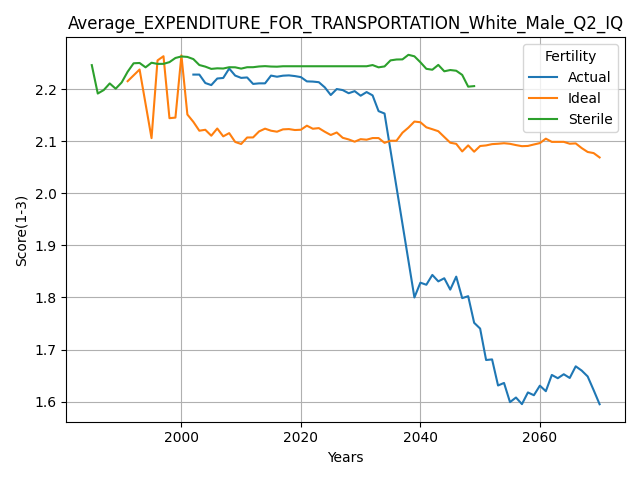 Average_EXPENDITURE_FOR_TRANSPORTATION_White_Male_Q2_IQ
Fertility
Actual
Ideal
Sterile
Score(1-3)
2.2
2.1
2.0
1.9
1.8
1.7
1.6
2000
2020
2040
2060
Years